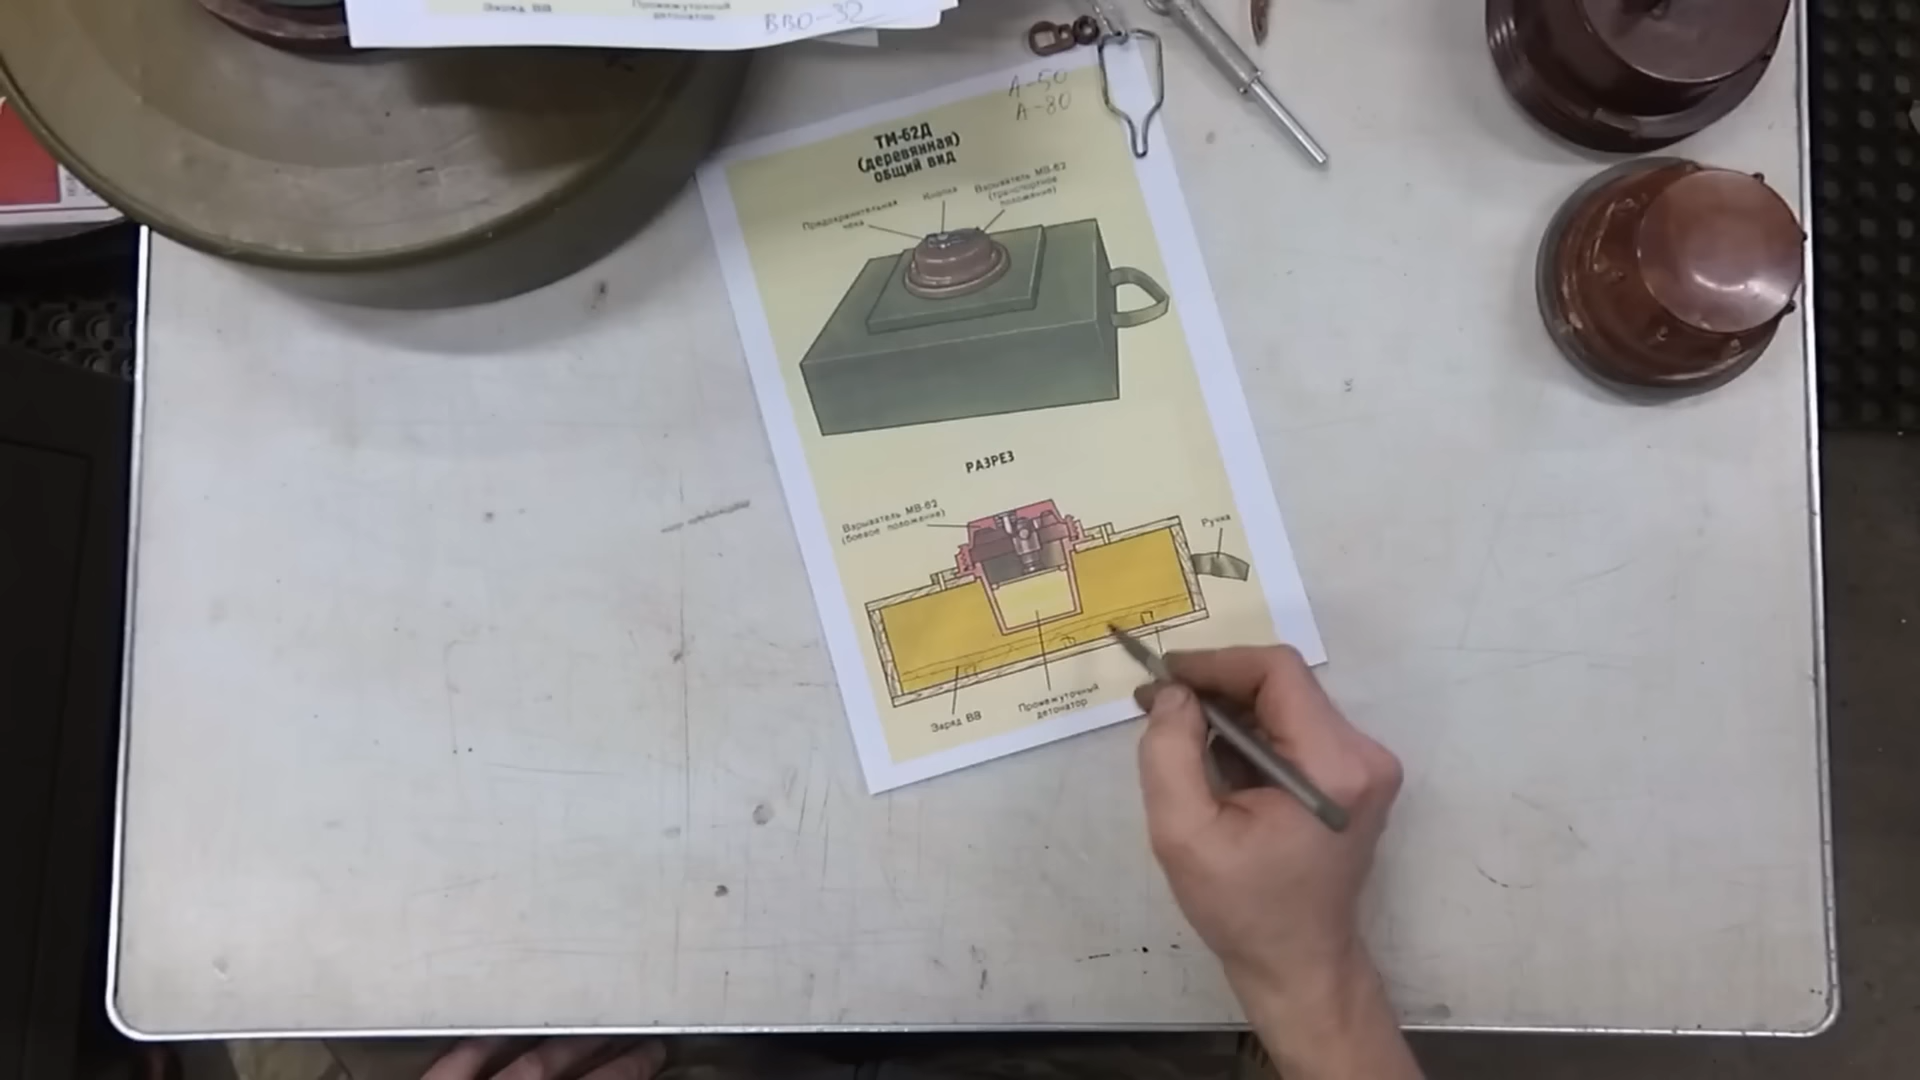 Заряд ВВ
Промежуточный
детонатор
ВВО-32
А-50
А-80
ТМ-62Д
(деревянная)
ОБЩИЙ ВИД
Предохранительная
чека
Кнопка
Взрыватель МВ-62
(транспортное
положение)
РАЗРЕЗ
Взрыватель МВ-62
(боевое положение)
Ручка
Заряд ВВ
Промежуточный
детонатор